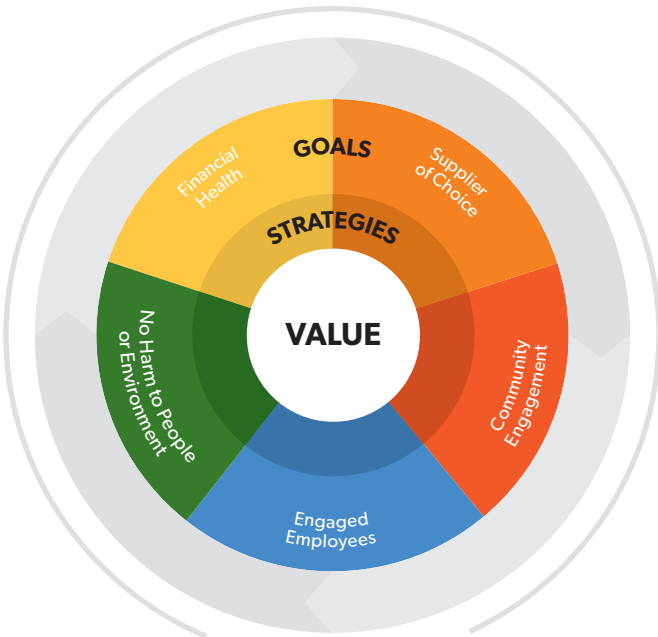 GOALS
STRATEGIES
VALUE
Financial
Health
Supplier
of Choice
Community
Engagement
Engaged
Employees
No Harm to People
or Environment